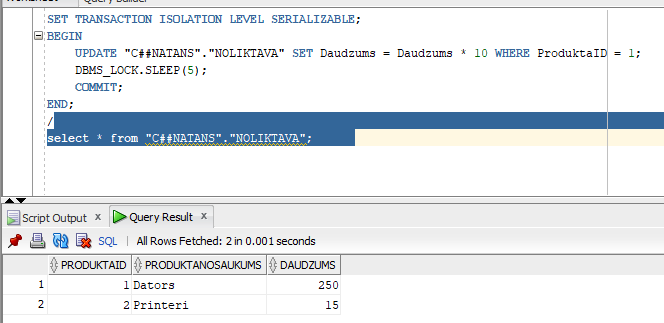 Query Builder
SET TRANSACTION ISOLATION LEVEL SERIALIZABLE;
BEGIN
UPDATE "C##NATANS"."NOLIKTAVA" SET Daudzums = Daudzums * 10 WHERE ProduktaID = 1;
DBMS_LOCK.SLEEP(5);
COMMIT;
END;
/
select * from "C##NATANS"."NOLIKTAVA";
Script Output x Query Result x
SQL | All Rows Fetched: 2 in 0.001 seconds
PRODUKTAID PRODUKTANOSAUKUMS DAUDZUMS
1 1 Dators 250
2 2 Printeri 15